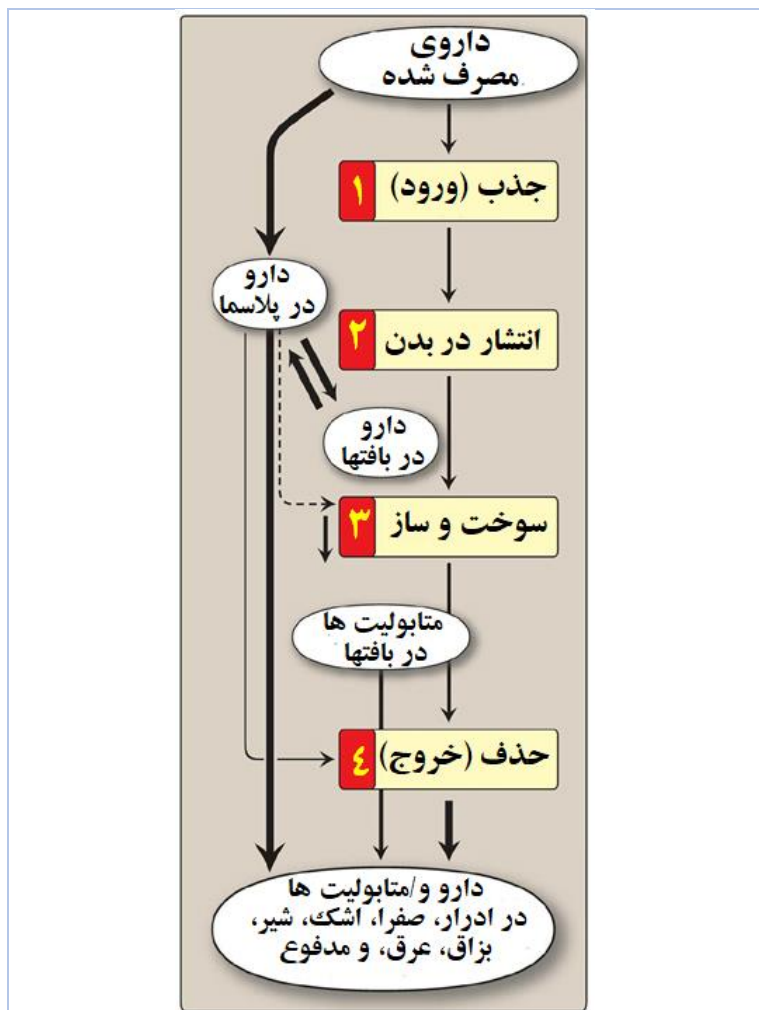 داروی
مصرف شده
جذب (ورود) ۱
دارو
در پلاسما
انتشار در بدن ۲
دارو
در بافتها
سوخت و ساز ۳
متابولیت ها
در بافتها
حذف (خروج) ٤
دارو و/متابولیت ها
در ادرار، صفرا، اشک، شیر،
بزاق، عرق، و مدفوع